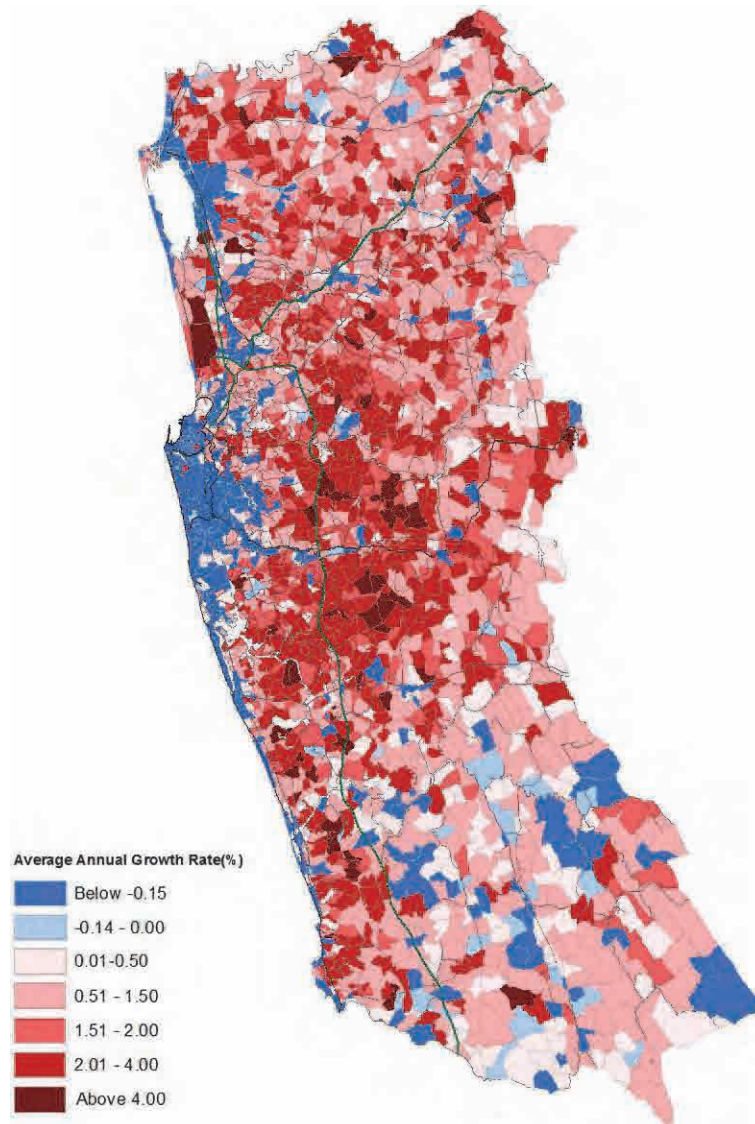 Average Annual Growth Rate(%)
Below -0.15
-0.14 - 0.00
0.01-0.50
0.51 - 1.50
1.51 - 2.00
2.01 - 4.00
Above 4.00